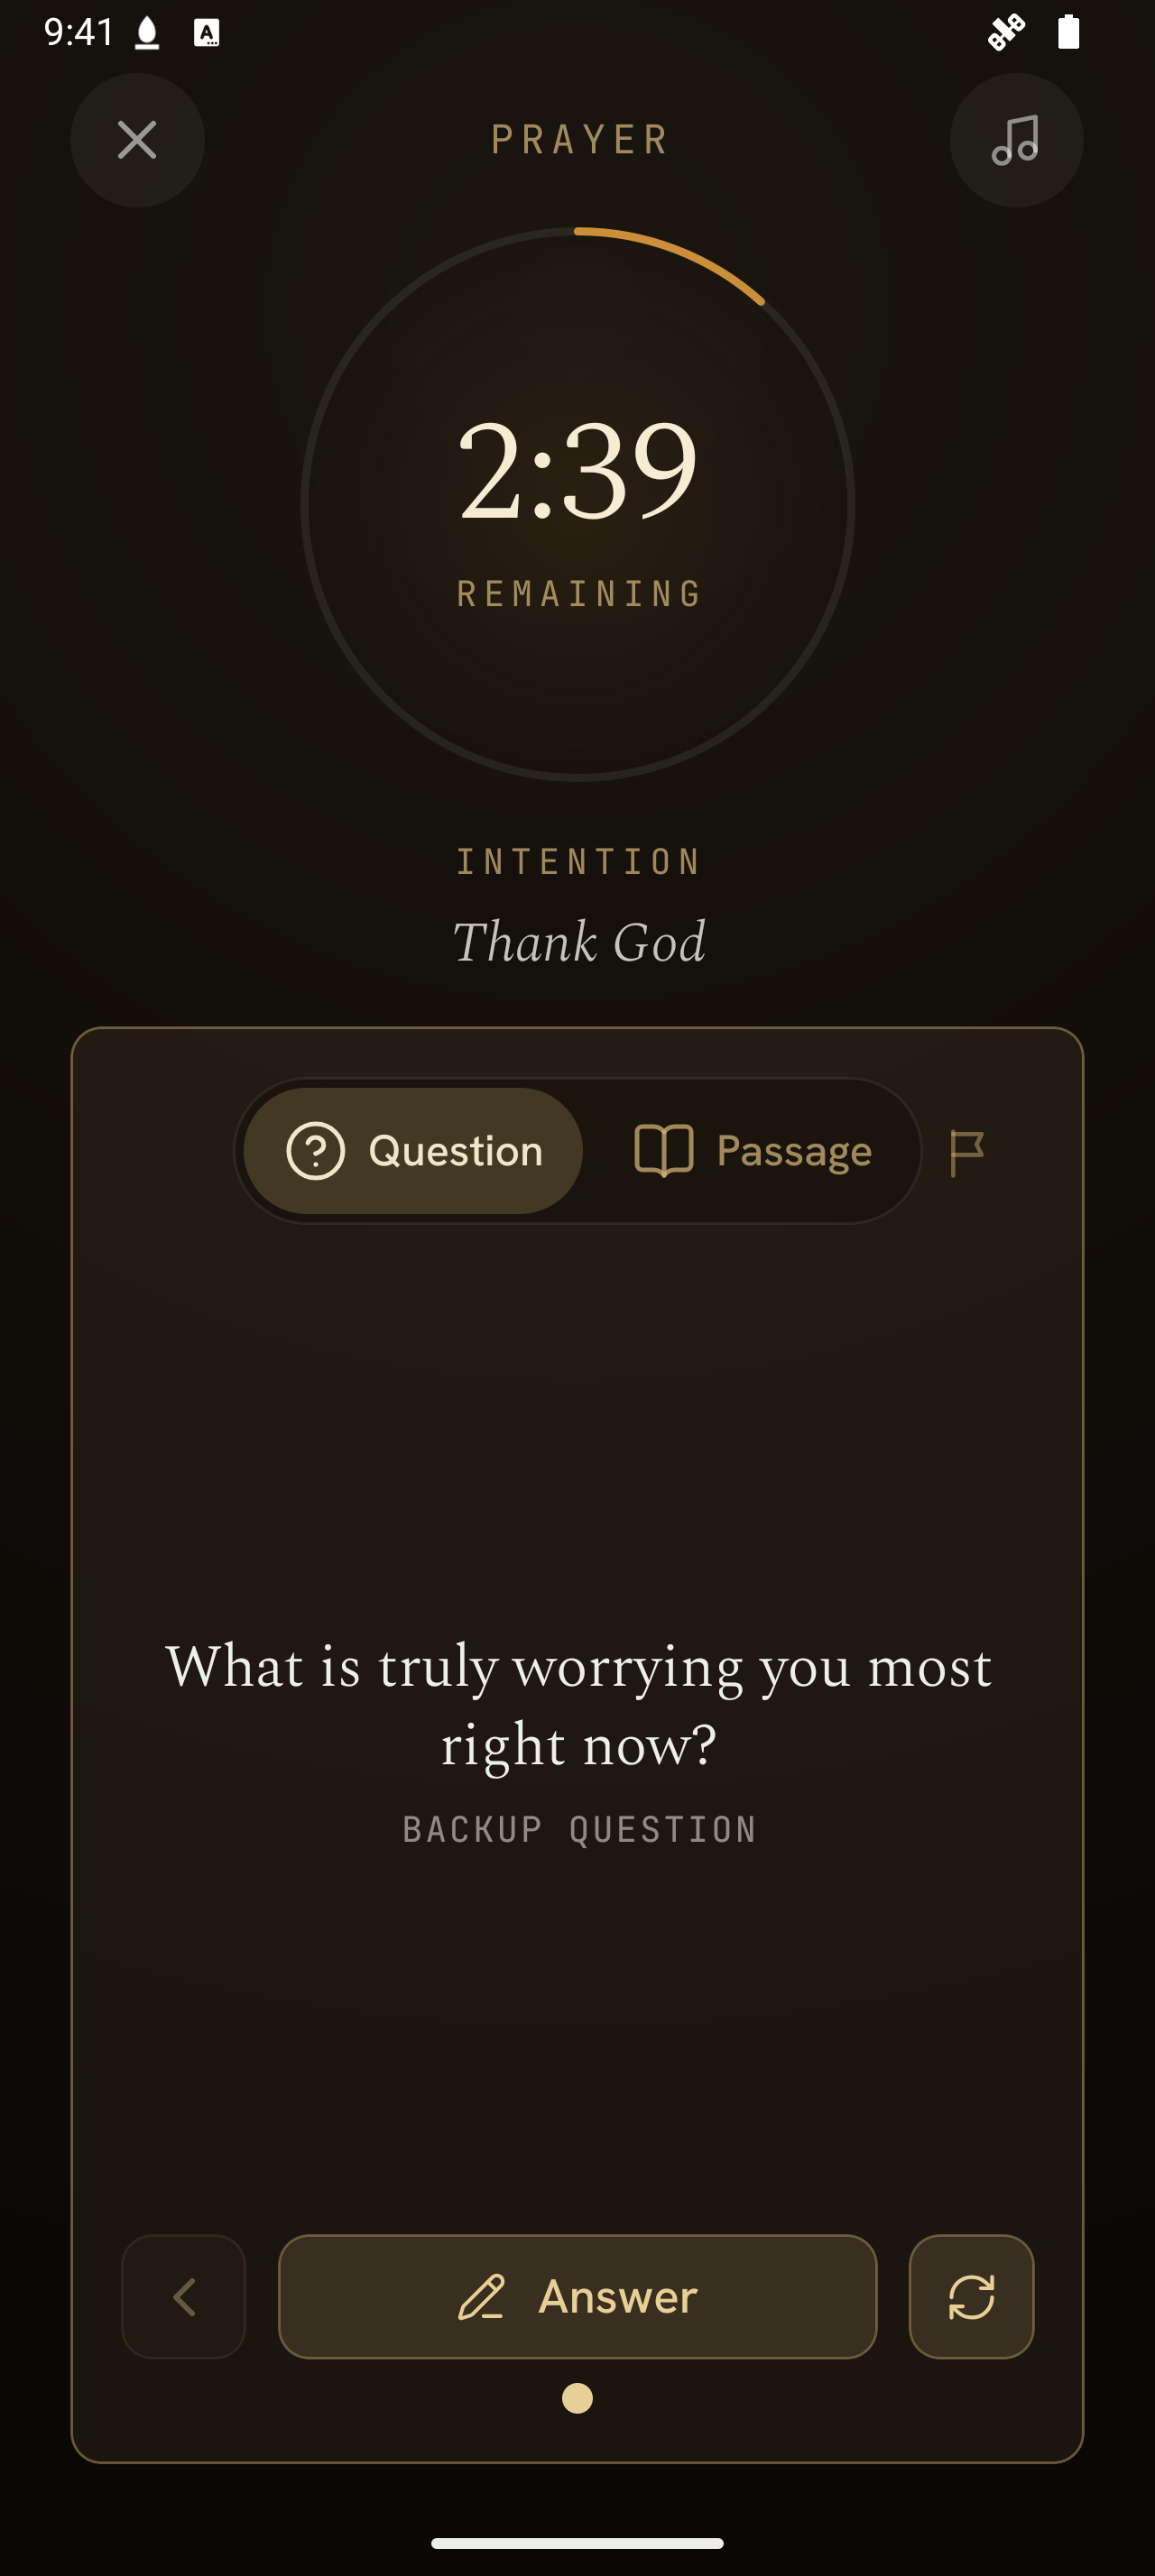 9:41
PRAYER
2:39
REMAINING
INTENTION
Thank God
Question
Passage
What is truly worrying you most
right now?
BACKUP QUESTION
Answer